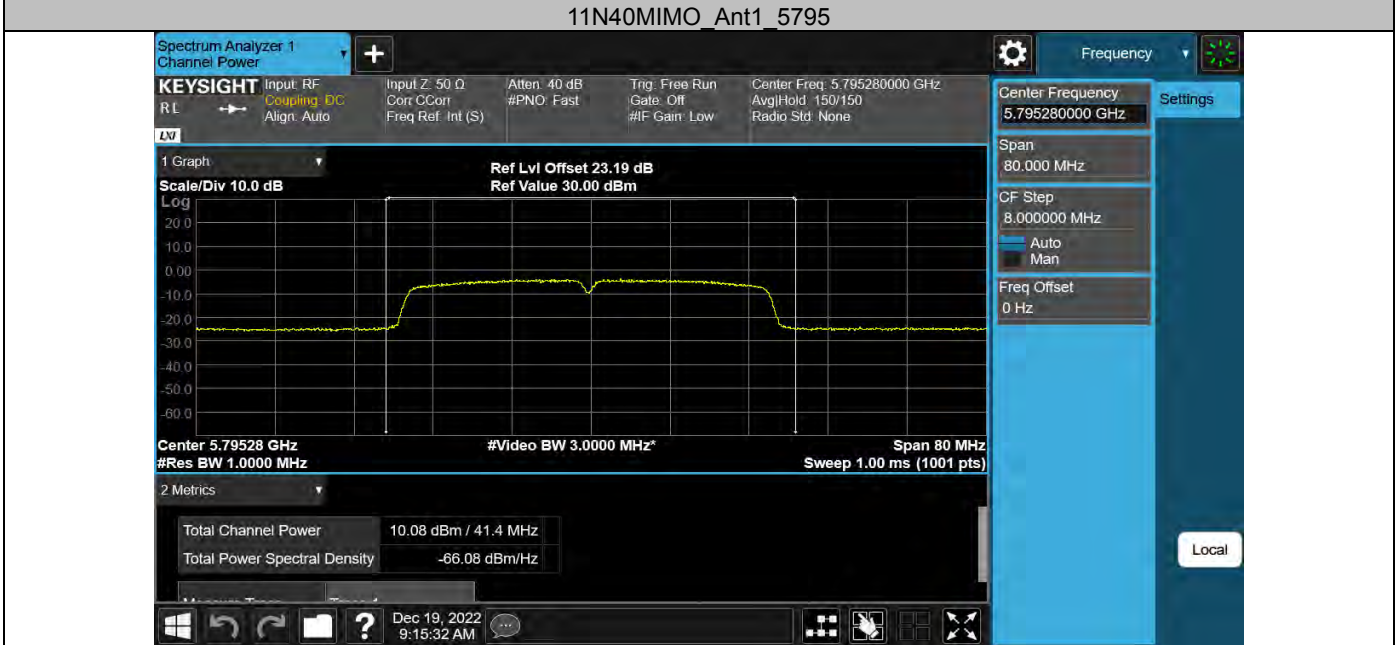 11N40MIMO_Ant1_5795
Spectrum Analyzer 1
Channel Power
Frequency
KEYSIGHT
R L
LXI
Input: RF
Coupling: DC
Align: Auto
Input Z: 50 Ω
Corr CCorr
Freq Ref: Int (S)
Atten: 40 dB
#PNO: Fast
Trig: Free Run
Gate: Off
#IF Gain: Low
Center Freq: 5.795280000 GHz
Avg|Hold: 150/150
Radio Std: None
Center Frequency
5.795280000 GHz
Settings
Span
80.000 MHz
CF Step
8.000000 MHz
Auto
Man
Freq Offset
0 Hz
1 Graph
Scale/Div 10.0 dB
Ref Lvl Offset 23.19 dB
Ref Value 30.00 dBm
Log
20.0
10.0
0.00
-10.0
-20.0
-30.0
-40.0
-50.0
-60.0
Center 5.79528 GHz
#Video BW 3.0000 MHz*
Span 80 MHz
#Res BW 1.0000 MHz
Sweep 1.00 ms (1001 pts)
2 Metrics
Total Channel Power 10.08 dBm / 41.4 MHz
Total Power Spectral Density -66.08 dBm/Hz
Local
?
Dec 19, 2022
9:15:32 AM